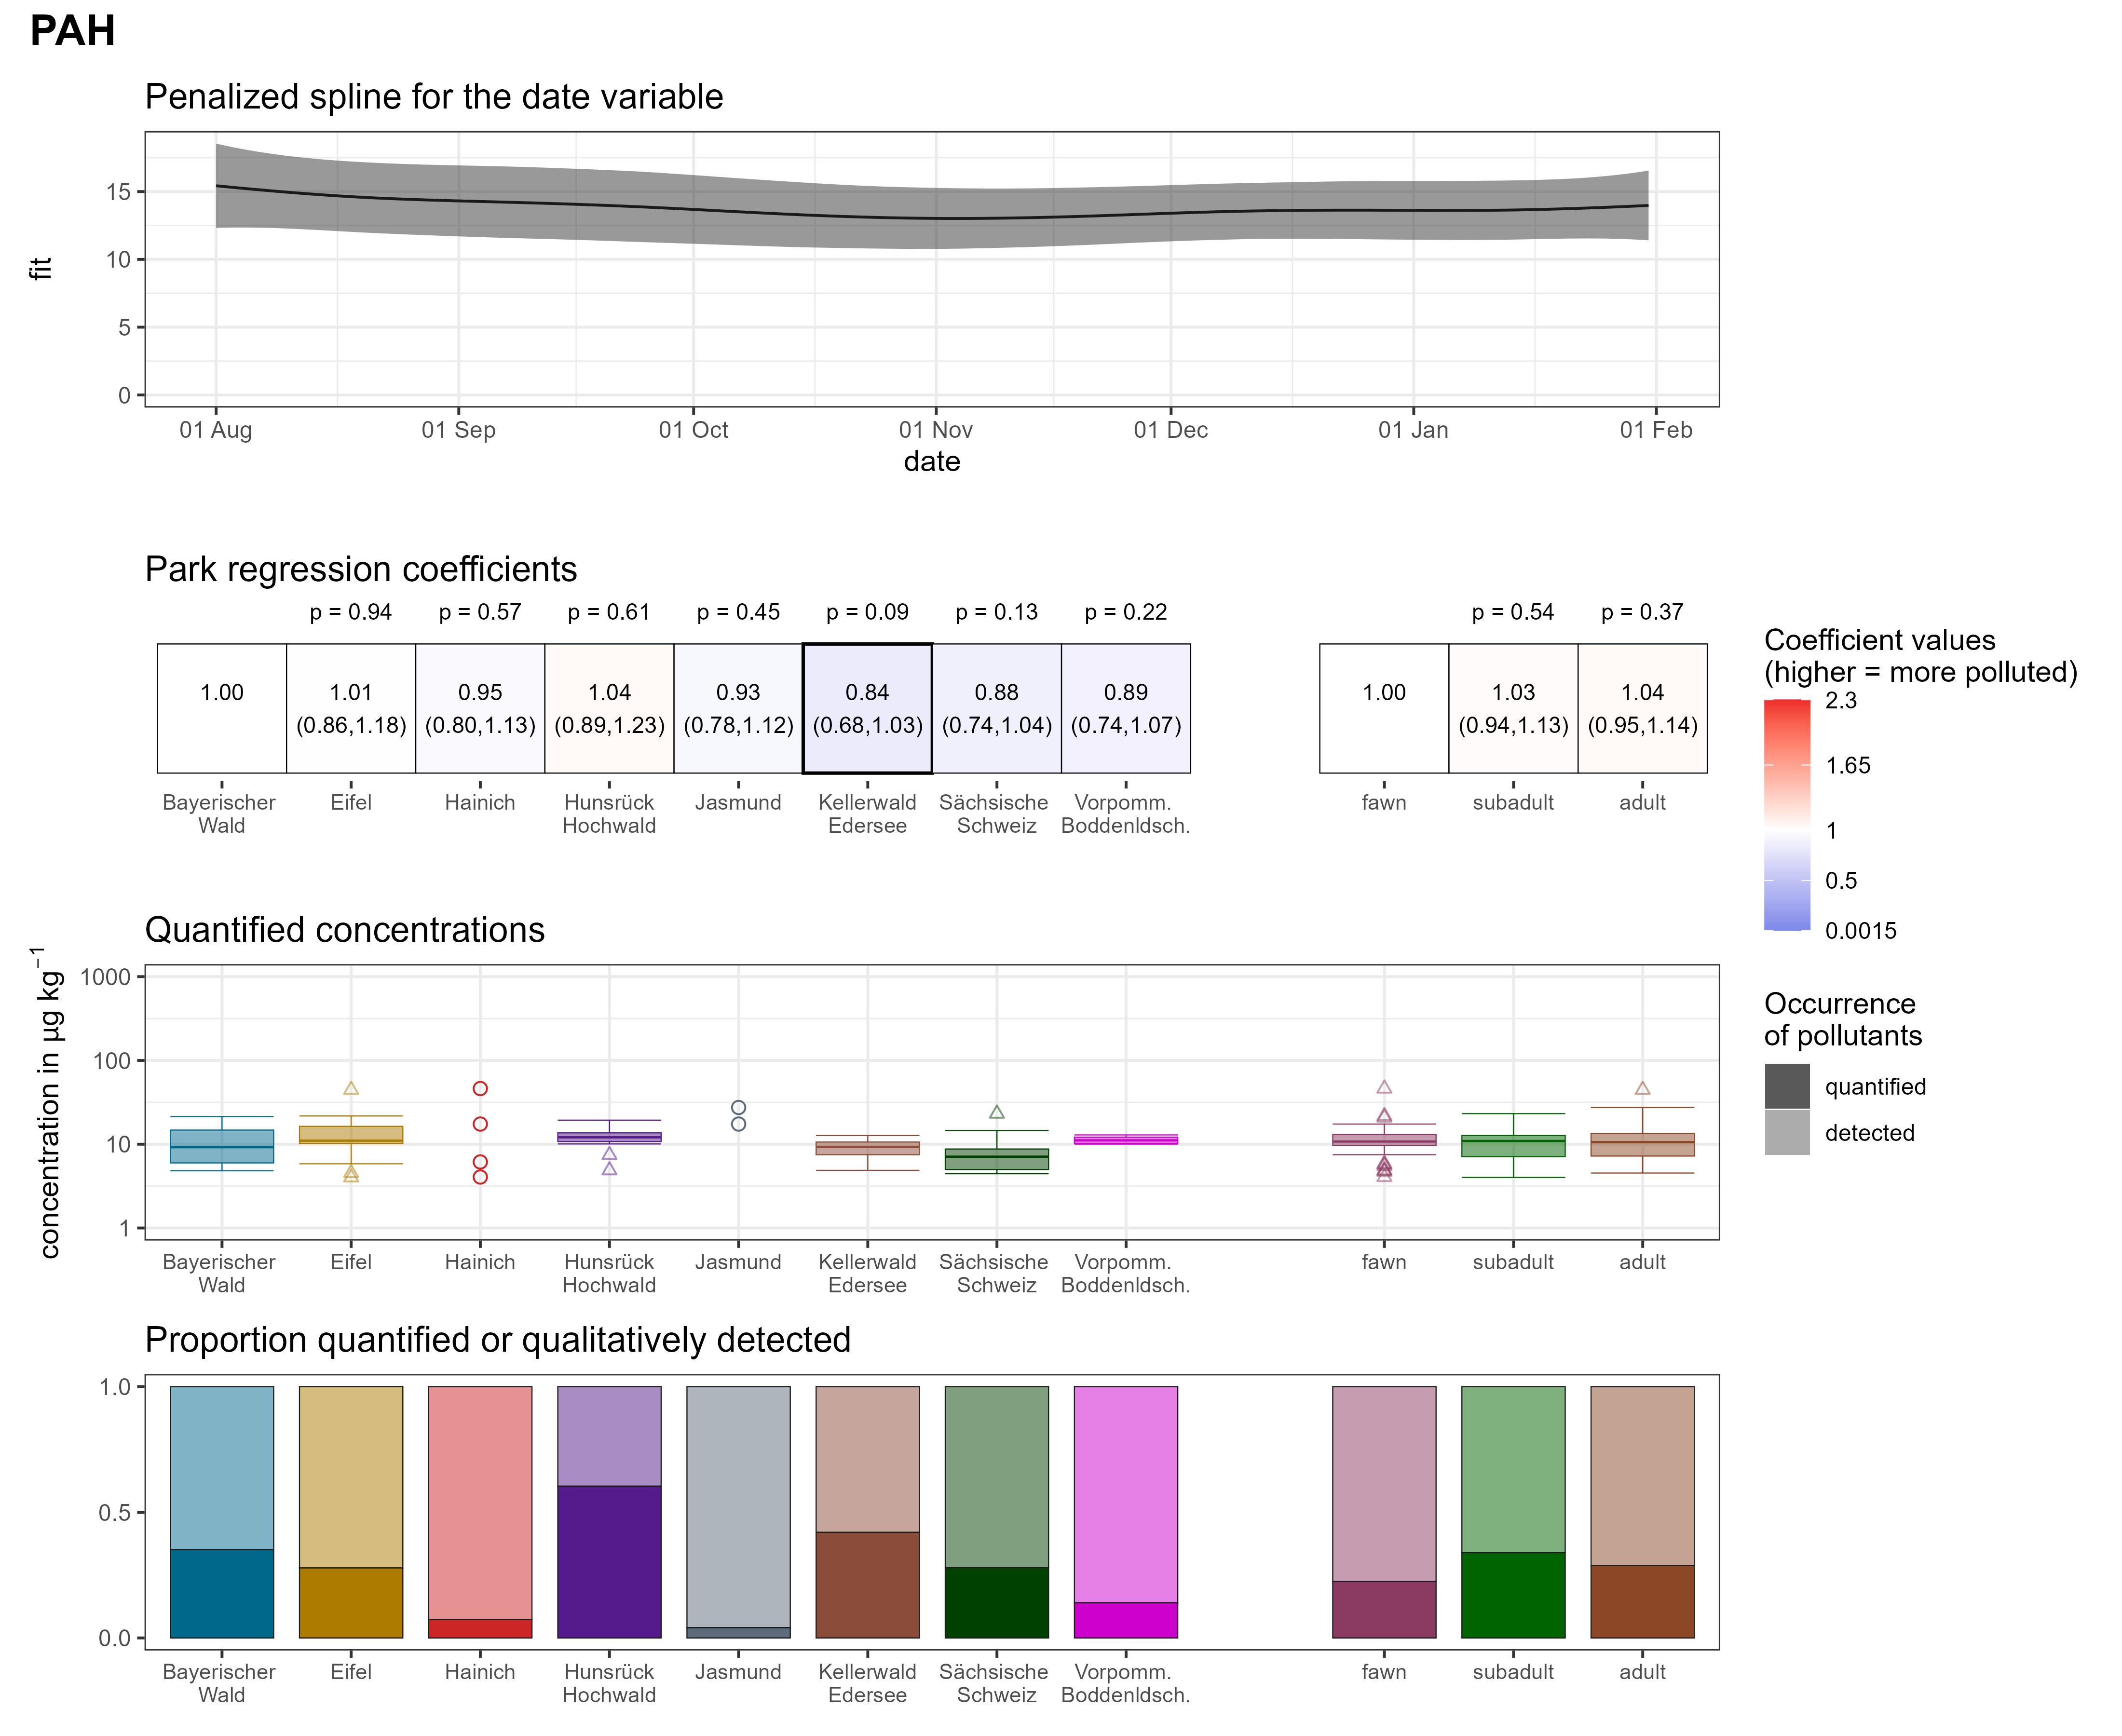 PAH
Penalized spline for the date variable
fit
15
10
5
0
01 Aug 01 Sep 01 Oct 01 Nov 01 Dec 01 Jan 01 Feb
date
Park regression coefficients
p = 0.94 p = 0.57 p = 0.61 p = 0.45 p = 0.09 p = 0.13 p = 0.22 p = 0.54 p = 0.37
1.00 1.01 0.95 1.04 0.93 0.84 0.88 0.89 1.00 1.03 1.04
(0.86,1.18) (0.80,1.13) (0.89,1.23) (0.78,1.12) (0.68,1.03) (0.74,1.04) (0.74,1.07) (0.94,1.13) (0.95,1.14)
Bayerischer Eifel Hainich Hunsrück Jasmund Kellerwald Sächsische Vorpomm. fawn subadult adult
Wald Hochwald Edersee Schweiz Boddenldsch.
Coefficient values
(higher = more polluted)
2.3
1.65
1
0.5
0.0015
Quantified concentrations
concentration in µg kg⁻¹
1000
100
10
1
Bayerischer Eifel Hainich Hunsrück Jasmund Kellerwald Sächsische Vorpomm. fawn subadult adult
Wald Hochwald Edersee Schweiz Boddenldsch.
Occurrence
of pollutants
quantified
detected
Proportion quantified or qualitatively detected
1.0
0.5
0.0
Bayerischer Eifel Hainich Hunsrück Jasmund Kellerwald Sächsische Vorpomm. fawn subadult adult
Wald Hochwald Edersee Schweiz Boddenldsch.